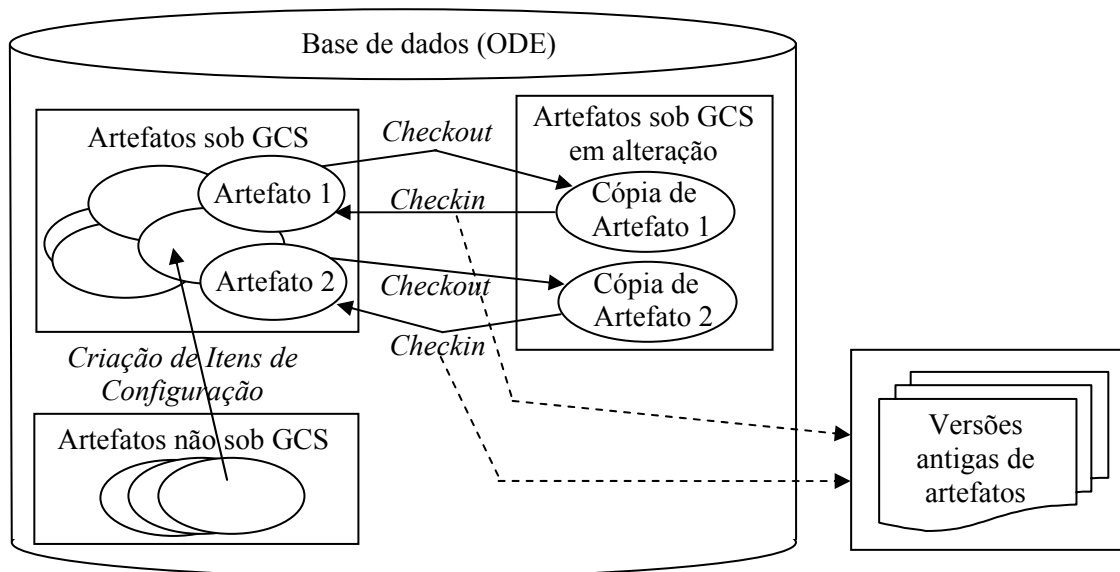 Base de dados (ODE)
Artefatos sob GCS
Artefato 1
Artefato 2
Checkout
Checkin
Checkout
Checkin
Artefatos sob GCS
em alteração
Cópia de
Artefato 1
Cópia de
Artefato 2
Criação de Itens de
Configuração
Artefatos não sob GCS
Versões
antigas de
artefatos